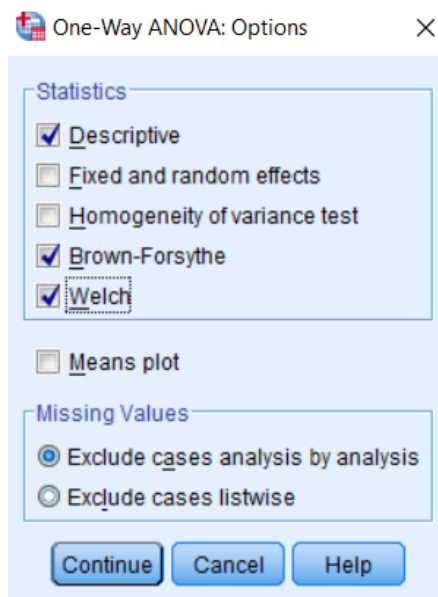 One-Way ANOVA: Options
Statistics
Descriptive
Fixed and random effects
Homogeneity of variance test
Brown-Forsythe
Welch
Means plot
Missing Values
Exclude cases analysis by analysis
Exclude cases listwise
Continue Cancel Help